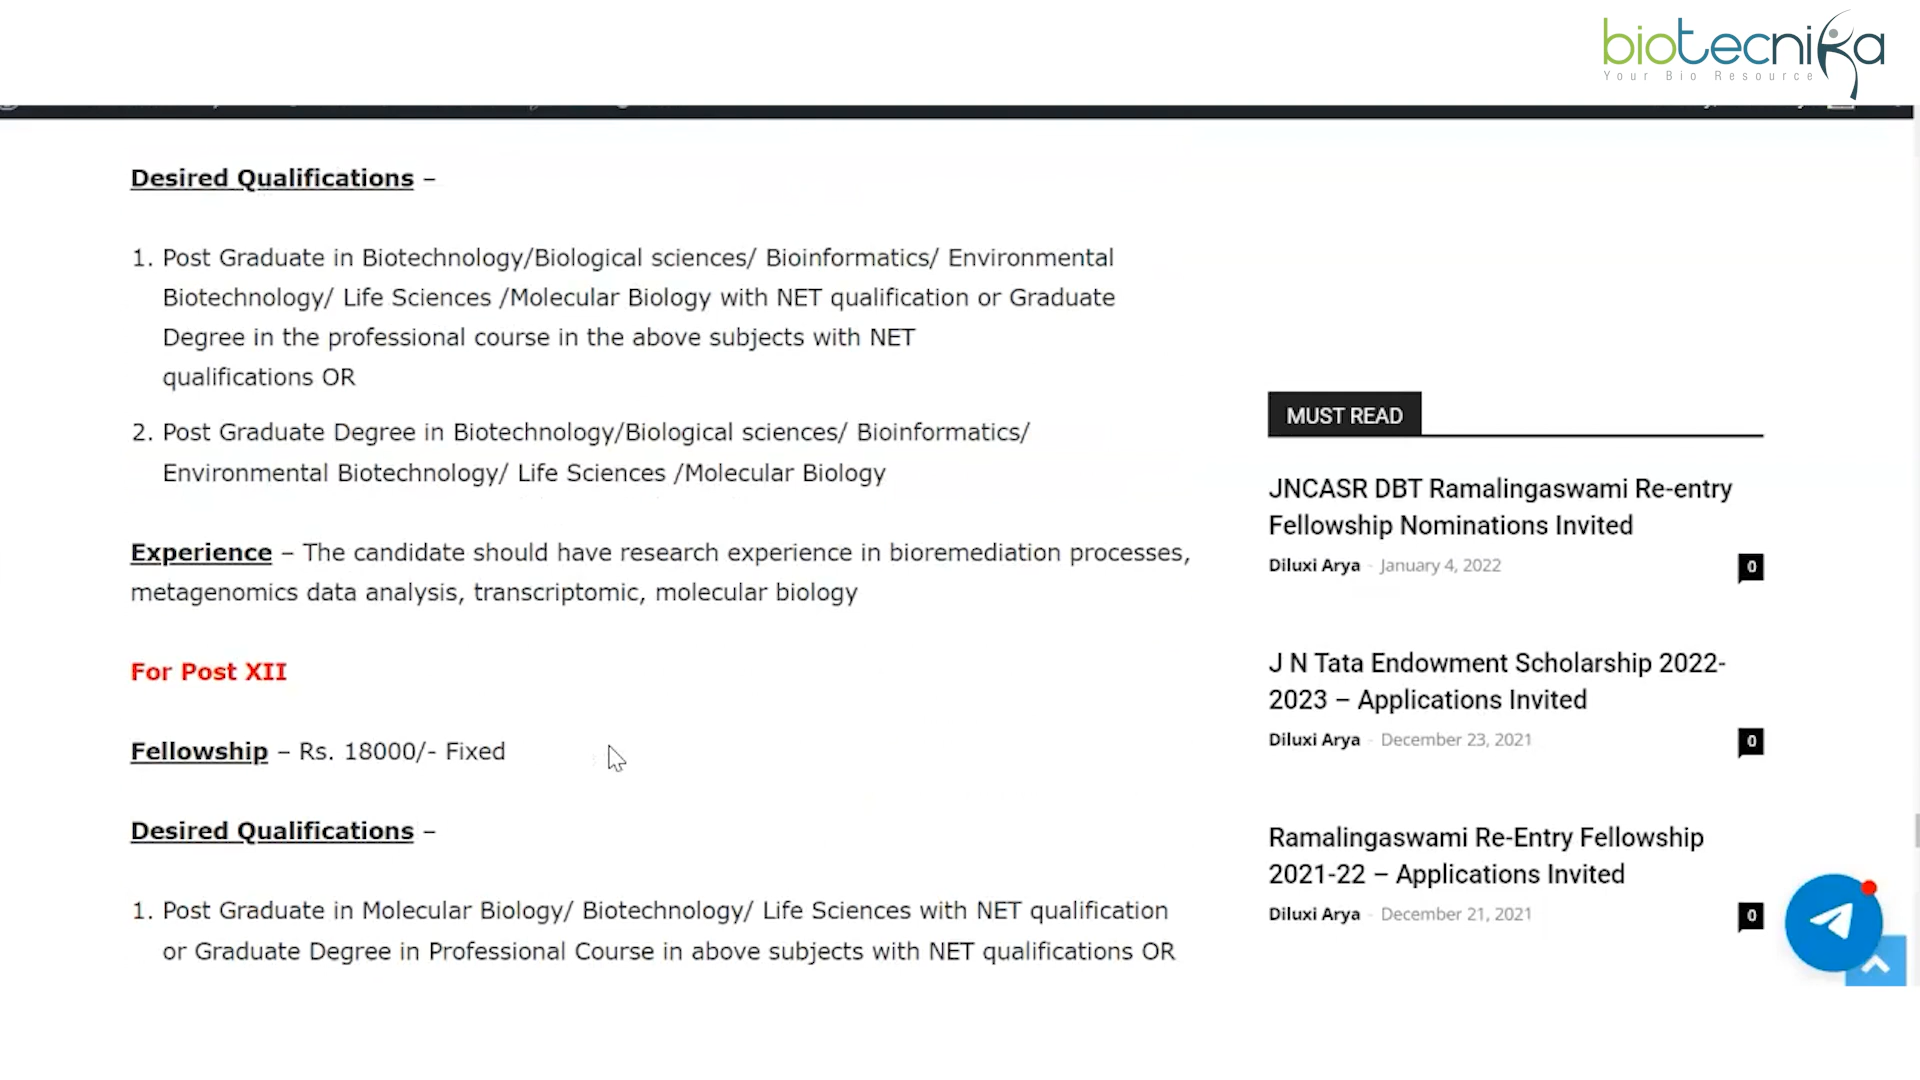 biotecnika
Your Bio Resource
Desired Qualifications –
1. Post Graduate in Biotechnology/Biological sciences/ Bioinformatics/ Environmental
Biotechnology/ Life Sciences /Molecular Biology with NET qualification or Graduate
Degree in the professional course in the above subjects with NET
qualifications OR
2. Post Graduate Degree in Biotechnology/Biological sciences/ Bioinformatics/
Environmental Biotechnology/ Life Sciences /Molecular Biology
Experience – The candidate should have research experience in bioremediation processes,
metagenomics data analysis, transcriptomic, molecular biology
For Post XII
Fellowship – Rs. 18000/- Fixed
Desired Qualifications –
1. Post Graduate in Molecular Biology/ Biotechnology/ Life Sciences with NET qualification
or Graduate Degree in Professional Course in above subjects with NET qualifications OR
MUST READ
JNCASR DBT Ramalingaswami Re-entry
Fellowship Nominations Invited
Diluxi Arya - January 4, 2022
0
J N Tata Endowment Scholarship 2022-
2023 – Applications Invited
Diluxi Arya - December 23, 2021
0
Ramalingaswami Re-Entry Fellowship
2021-22 – Applications Invited
Diluxi Arya - December 21, 2021
0